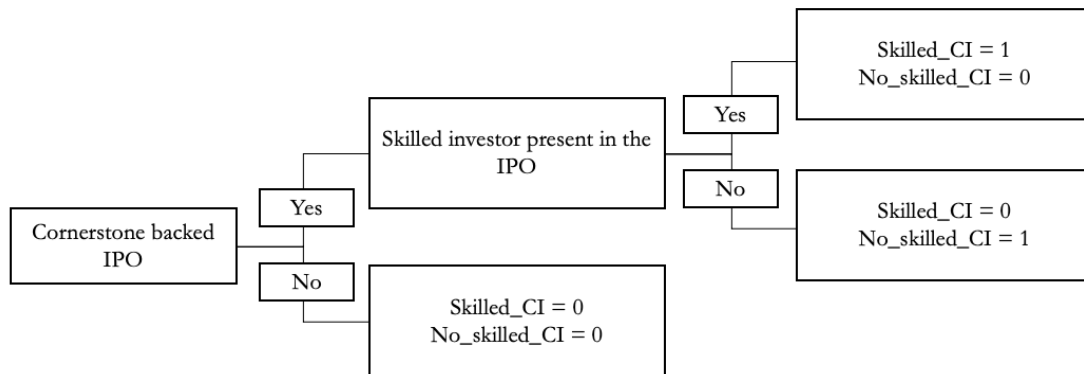 Cornerstone backed
IPO
Yes
No
Skilled investor present in the
IPO
Skilled_CI = 0
No_skilled_CI = 0
Yes
No
Skilled_CI = 1
No_skilled_CI = 0
Skilled_CI = 0
No_skilled_CI = 1